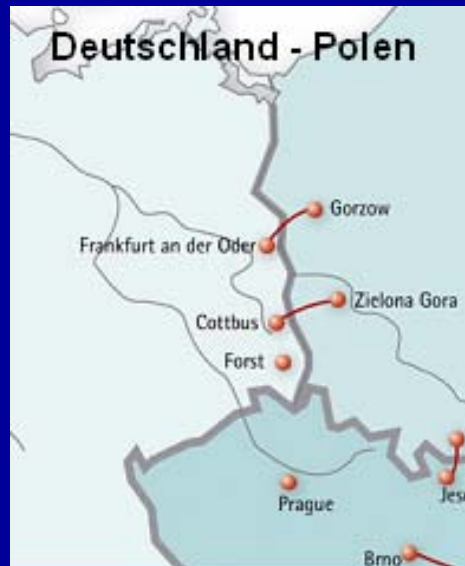 Deutschland - Polen
Gorzow
Frankfurt an der Oder
Zielona Gora
Cottbus
Forst
Prague
Brno